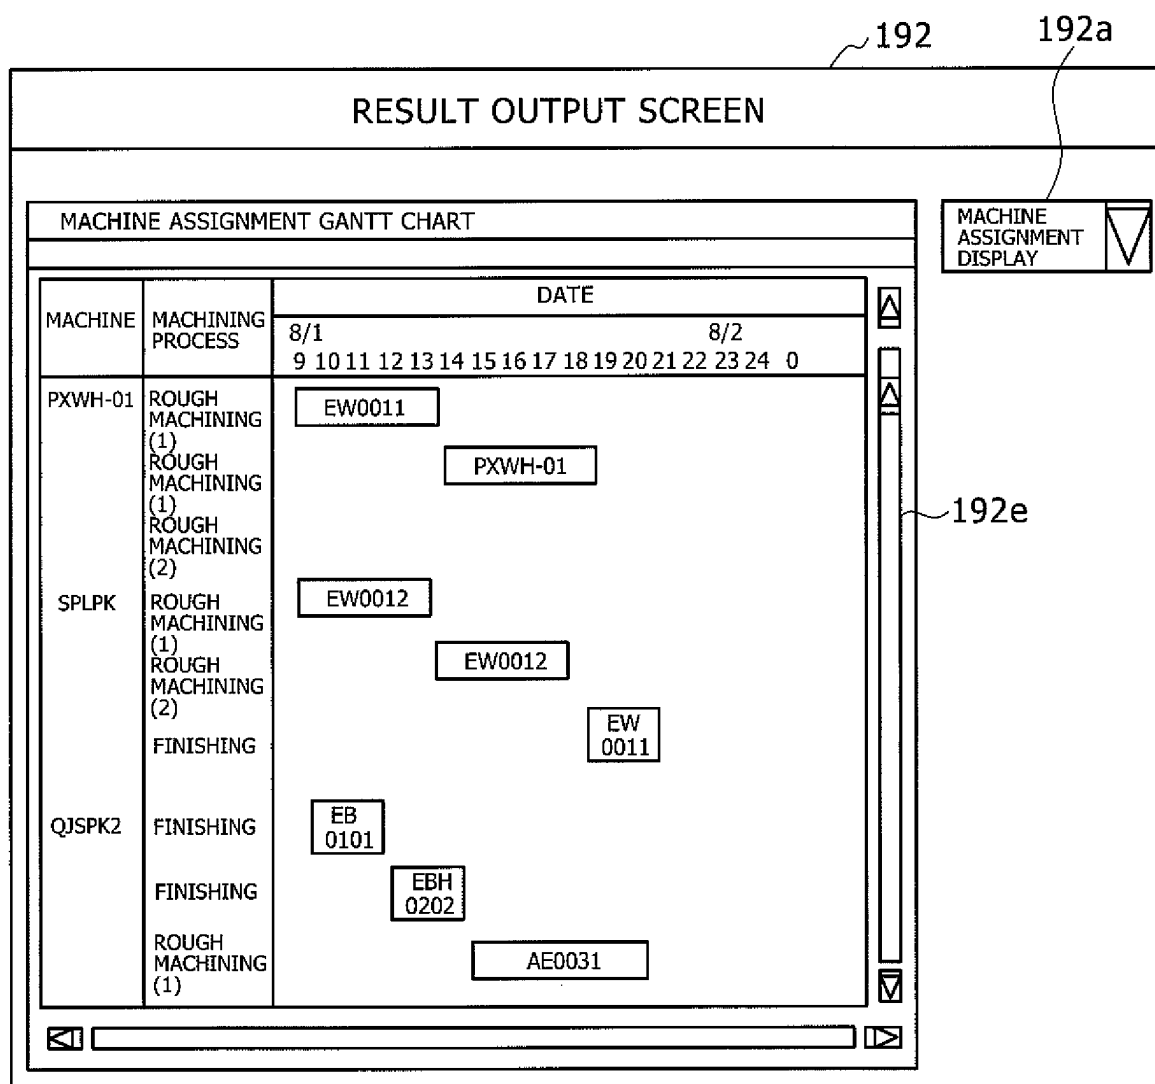 192
192a
RESULT OUTPUT SCREEN
MACHINE ASSIGNMENT GANTT CHART
MACHINE
ASSIGNMENT
DISPLAY
MACHINE
MACHINING
PROCESS
DATE
8/1 8/2
9 10 11 12 13 14 15 16 17 18 19 20 21 22 23 24 0
PXWH-01
ROUGH
MACHINING
(1)
EW0011
ROUGH
MACHINING
(1)
PXWH-01
ROUGH
MACHINING
(2)
192e
SPLPK
ROUGH
MACHINING
(1)
EW0012
ROUGH
MACHINING
(2)
EW0012
FINISHING
EW
0011
QJSPK2
FINISHING
EB
0101
FINISHING
EBH
0202
ROUGH
MACHINING
(1)
AE0031